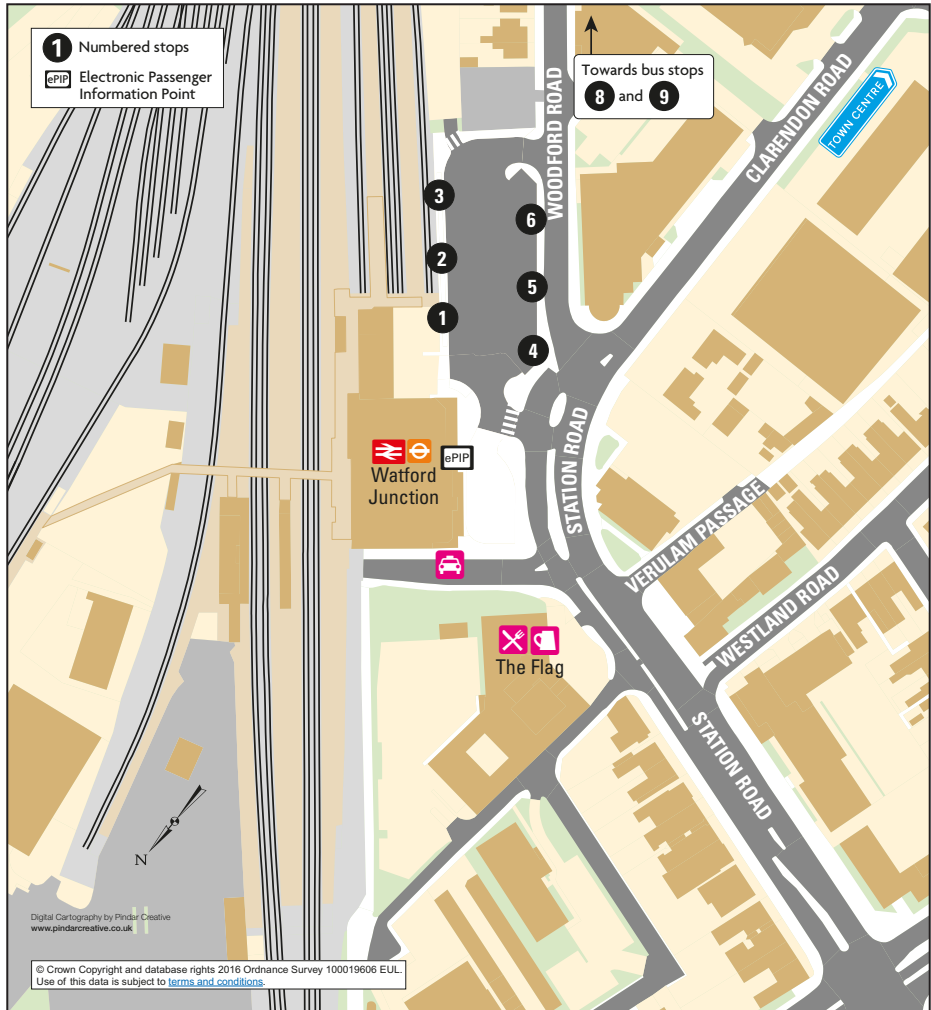 1 Numbered stops
ePIP Electronic Passenger
Information Point
Towards bus stops
8 and 9
WOODFORD ROAD
CLARENDON ROAD
TOWN CENTRE
3
6
2
5
1
4
ePIP
Watford
Junction
STATION ROAD
VERULAM PASSAGE
WESTLAND ROAD
The Flag
STATION ROAD
N
Digital Cartography by Pindar Creative
www.pindarcreative.co.uk
© Crown Copyright and database rights 2016 Ordnance Survey 100019606 EUL.
Use of this data is subject to terms and conditions.